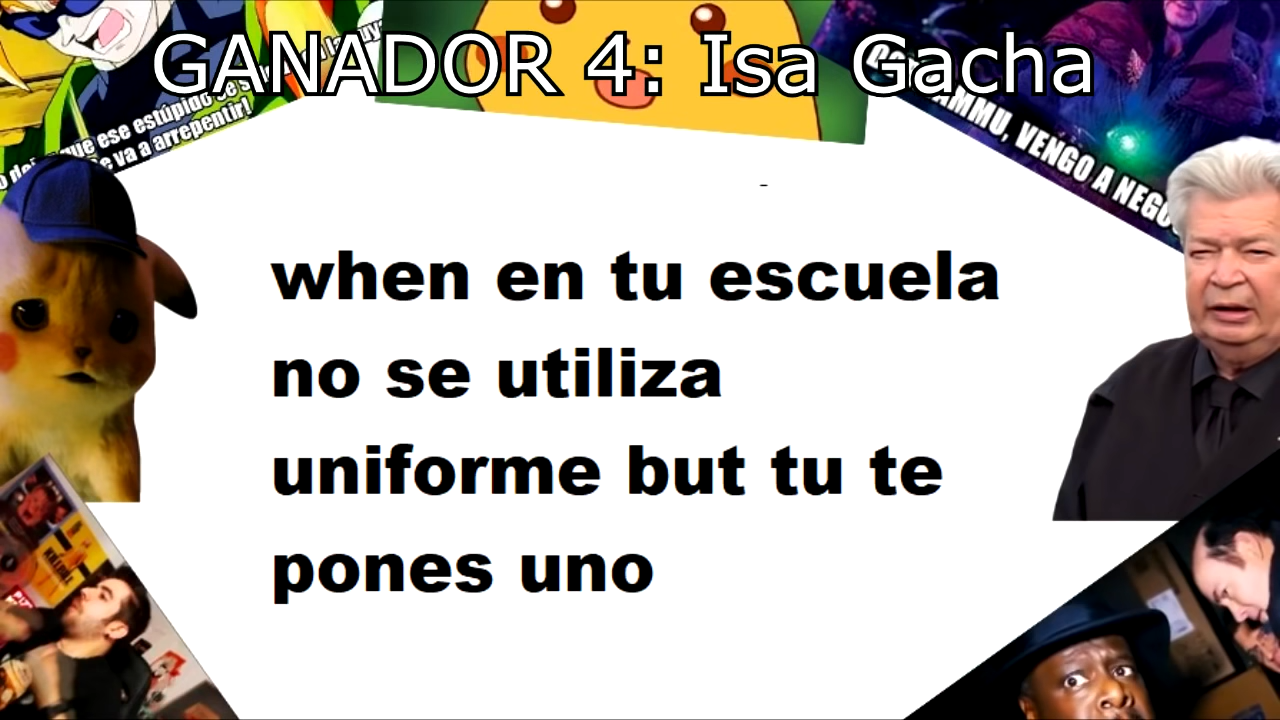 GANADOR 4: Isa Gacha
que ese estúpido se
va a arrepentir!
VENGO A
when en tu escuela
no se utiliza
uniforme but tu te
pones uno